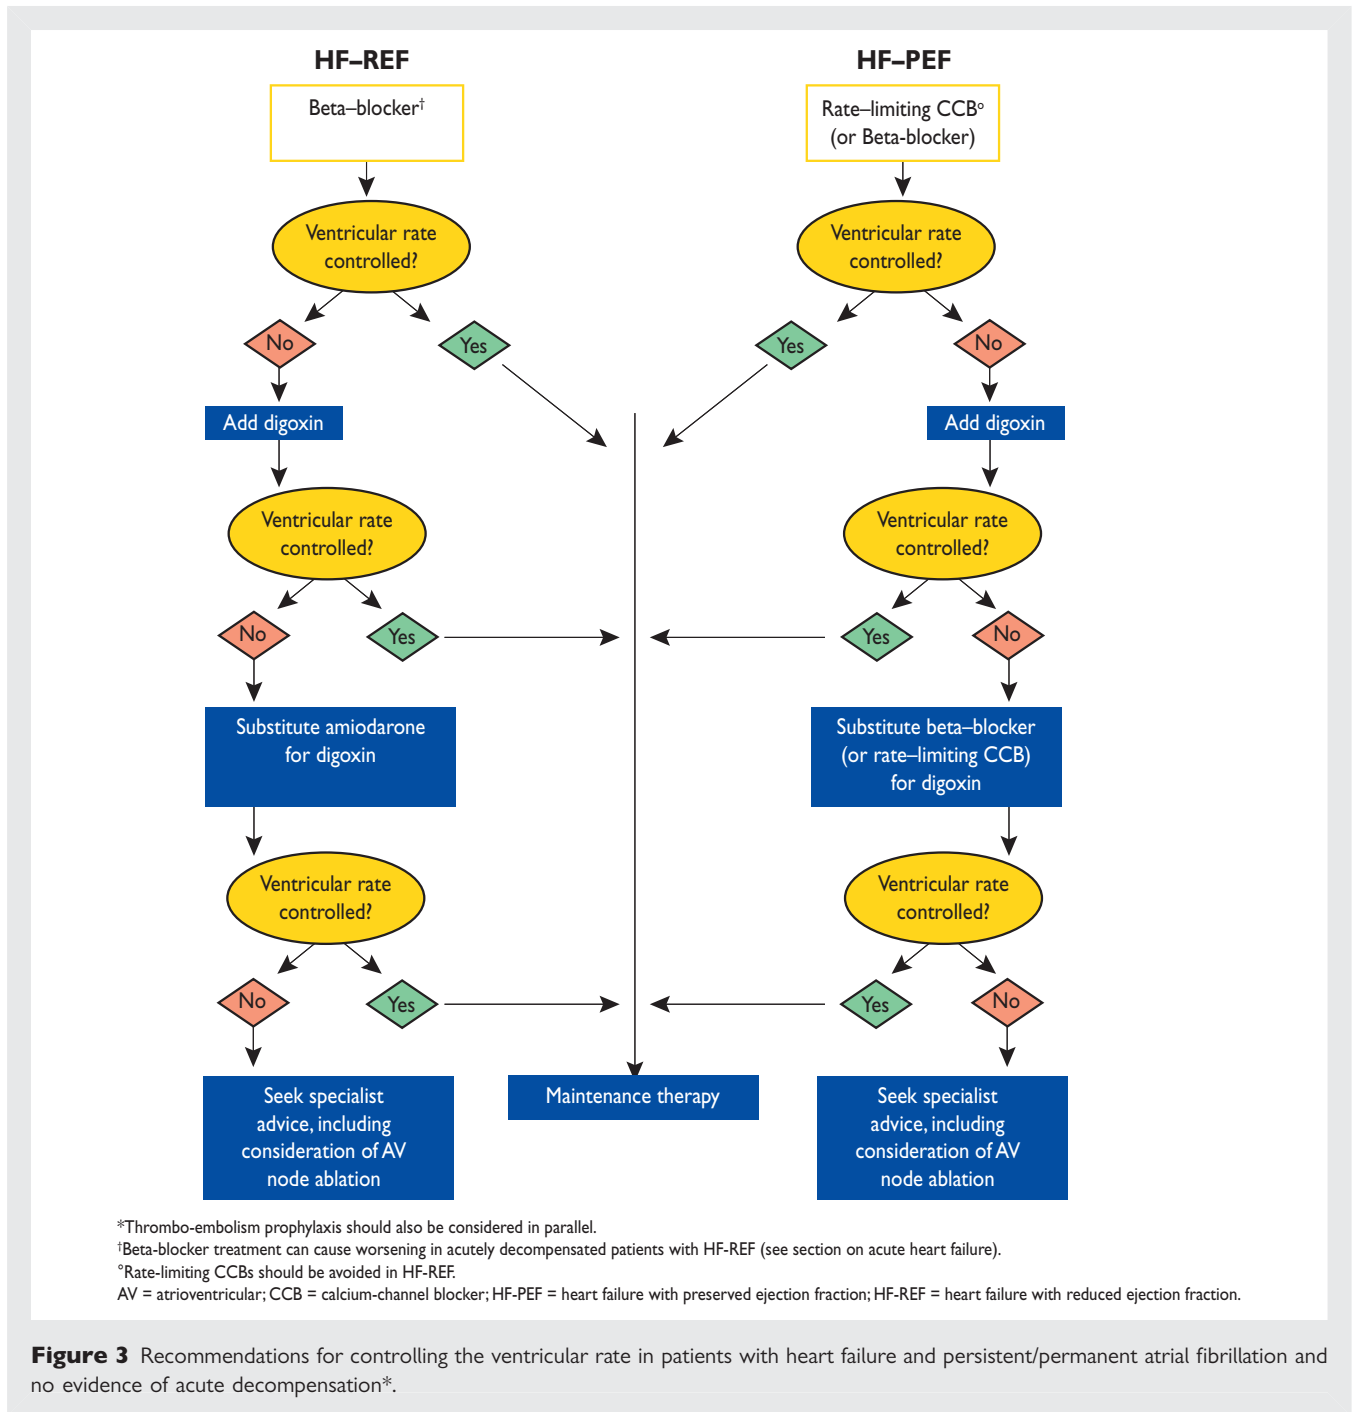 HF–REF
Beta–blocker†
Ventricular rate
controlled?
No
Yes
Add digoxin
Ventricular rate
controlled?
No
Yes
Substitute amiodarone
for digoxin
Ventricular rate
controlled?
No
Yes
Seek specialist
advice, including
consideration of AV
node ablation
HF–PEF
Rate–limiting CCB°
(or Beta-blocker)
Ventricular rate
controlled?
Yes
No
Add digoxin
Ventricular rate
controlled?
Yes
No
Substitute beta–blocker
(or rate–limiting CCB)
for digoxin
Ventricular rate
controlled?
Yes
No
Seek specialist
advice, including
consideration of AV
node ablation
Maintenance therapy
*Thrombo-embolism prophylaxis should also be considered in parallel.
†Beta-blocker treatment can cause worsening in acutely decompensated patients with HF-REF (see section on acute heart failure).
°Rate-limiting CCBs should be avoided in HF-REF.
AV = atrioventricular; CCB = calcium-channel blocker; HF-PEF = heart failure with preserved ejection fraction; HF-REF = heart failure with reduced ejection fraction.
Figure 3 Recommendations for controlling the ventricular rate in patients with heart failure and persistent/permanent atrial fibrillation and
no evidence of acute decompensation*.